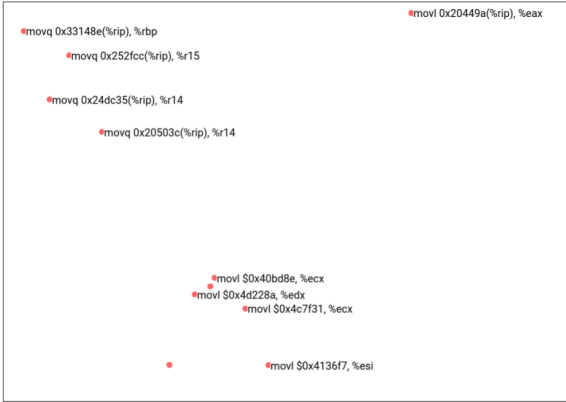 movl 0x20449a(%rip), %eax
movq 0x33148e(%rip), %rbp
movq 0x252fcc(%rip), %r15
movq 0x24dc35(%rip), %r14
movq 0x20503c(%rip), %r14
movl $0x40bd8e, %ecx
movl $0x4d228a, %edx
movl $0x4c7f31, %ecx
movl $0x4136f7, %esi